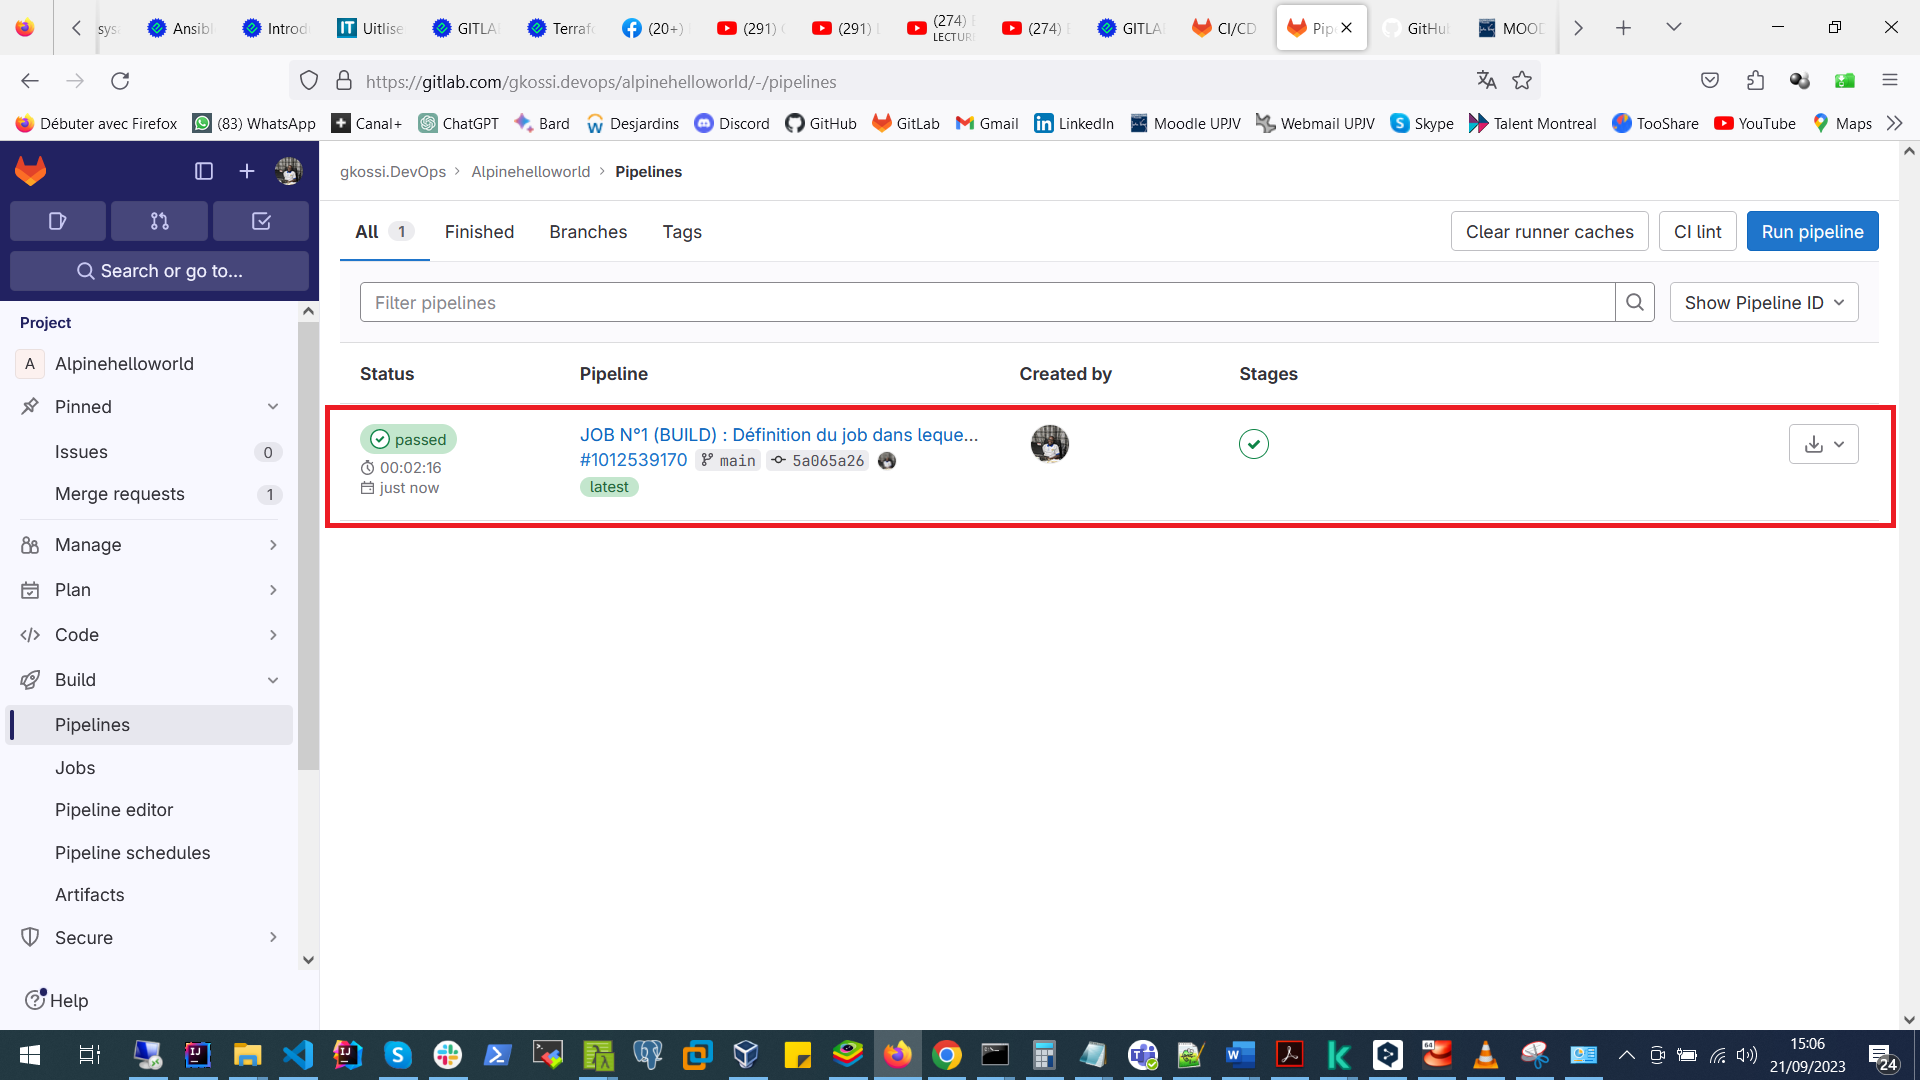 sys
Ansibl
Introd
IT Uitlise
GITLA
Terrafo
(20+)
(291)
(291)
(274)
LECTUR
(274)
GITLA
CI/CD
Pip
GitHu
MOOD
https://gitlab.com/gkossi.devops/alpinehelloworld/-/pipelines
Débuter avec Firefox (83) WhatsApp Canal+ ChatGPT Bard Desjardins Discord GitHub GitLab Gmail LinkedIn Moodle UPJV Webmail UPJV Skype Talent Montreal TooShare YouTube Maps
gkossi.DevOps > Alpinehelloworld > Pipelines
All 1 Finished Branches Tags
Clear runner caches CI lint Run pipeline
Search or go to...
Filter pipelines
Show Pipeline ID
Project
A Alpinehelloworld
Pinned
Issues 0
Merge requests 1
Manage
Plan
Code
Build
Pipelines
Jobs
Pipeline editor
Pipeline schedules
Artifacts
Secure
Help
Status Pipeline Created by Stages
passed
00:02:16
just now
JOB N°1 (BUILD) : Définition du job dans leque...
#1012539170 main 5a065a26
latest
15:06
21/09/2023
24